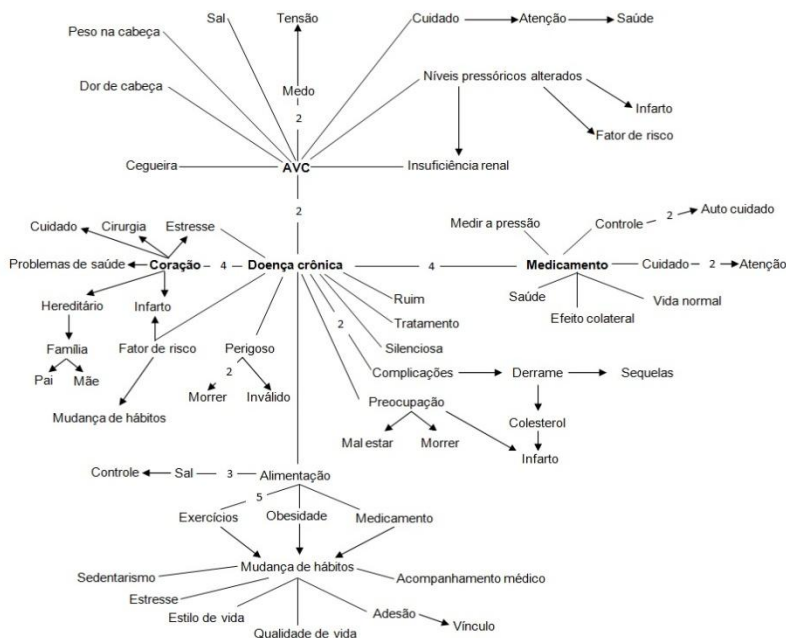 Sal
Tensão
Cuidado
Atenção
Saúde
Peso na cabeça
Dor de cabeça
Medo
2
Níveis pressóricos alterados
Infarto
Fator de risco
Cegueira
AVC
Insuficiência renal
2
Cuidado
Cirurgia
Estresse
Medir a pressão
Controle
2
Auto cuidado
Problemas de saúde
Coração
4
Doença crônica
4
Medicamento
Cuidado
2
Atenção
Hereditário
Infarto
Ruim
Saúde
Efeito colateral
Vida normal
2
Tratamento
Família
Fator de risco
Perigoso
Silenciosa
Pai
Mãe
2
Morrer
Inválido
Complicações
Derrame
Sequelas
Mudança de hábitos
Preocupação
Colesterol
Mal estar
Morrer
Infarto
Controle
Sal
3
Alimentação
5
Exercícios
Obesidade
Medicamento
Mudança de hábitos
Sedentarismo
Acompanhamento médico
Estresse
Estilo de vida
Qualidade de vida
Adesão
Vínculo